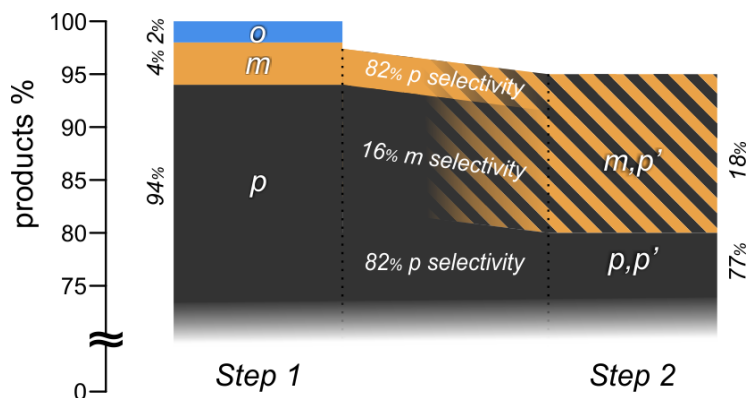 products %
100
95
90
85
80
75
0
2%
4%
94%
o
m
p
82% p selectivity
16% m selectivity
82% p selectivity
m,p’
p,p’
18%
77%
Step 1
Step 2